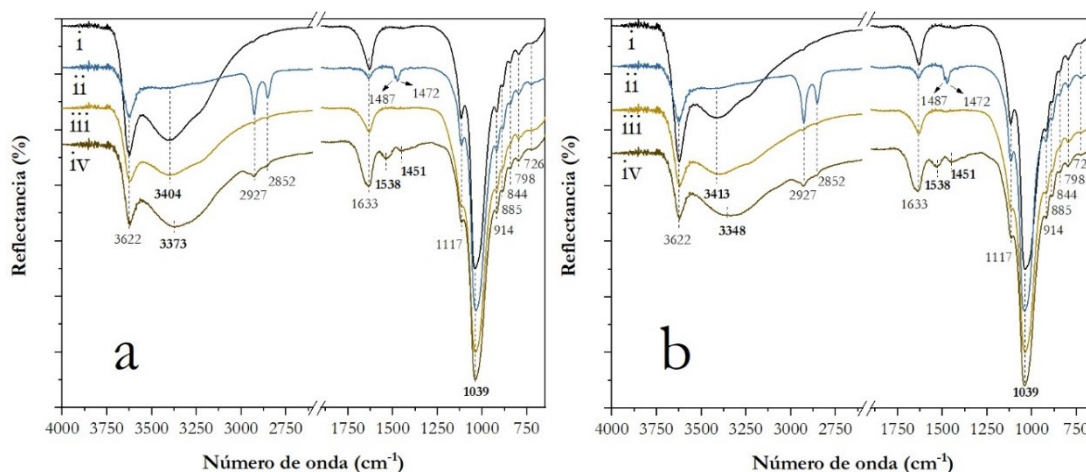 i
ii
iii
iv
3404
3622
3373
2927
2852
1487
1472
1538
1451
1633
1117
726
798
844
885
914
1039
a
Reflectancia (%)
4000 3750 3500 3250 3000 2750 2500 1750 1500 1250 1000 750
Número de onda (cm-1)
i
ii
iii
iv
3413
3622
3348
2927
2852
1487
1472
1538
1451
1633
1117
798
844
885
914
1039
b
Reflectancia (%)
4000 3750 3500 3250 3000 2750 2500 1750 1500 1250 1000
Número de onda (cm-1)